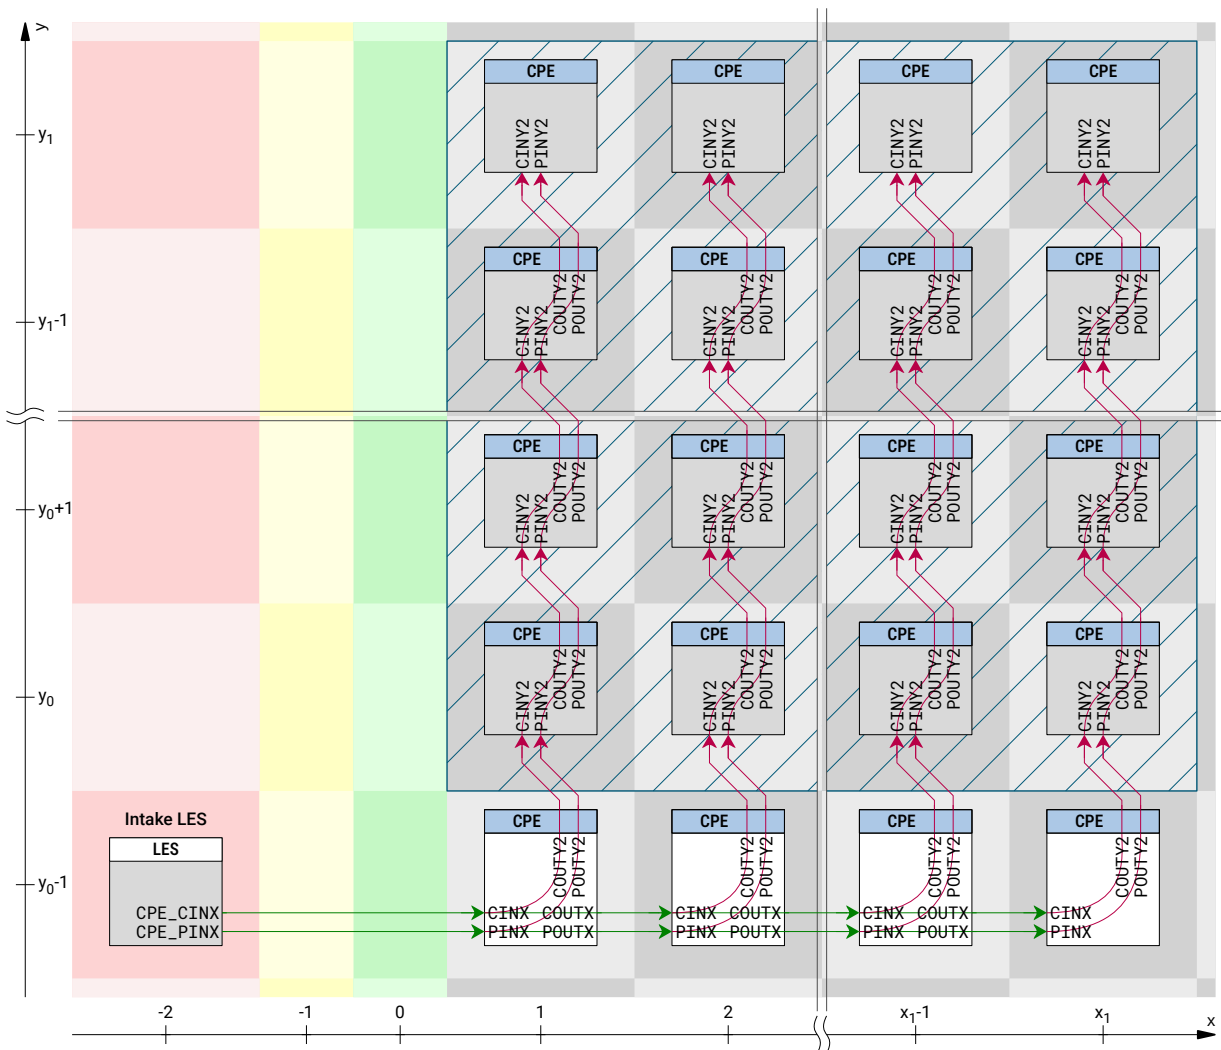 y
CPE CPE CPE CPE
y1
CINY2 PINY2 CINY2 PINY2 CINY2 PINY2 CINY2 PINY2
CPE CPE CPE CPE
y1-1
CINY2 PINY2 COUTY2 POUTY2 CINY2 PINY2 COUTY2 POUTY2 CINY2 PINY2 COUTY2 POUTY2 CINY2 PINY2 COUTY2 POUTY2
CPE CPE CPE CPE
y0+1
CINY2 PINY2 COUTY2 POUTY2 CINY2 PINY2 COUTY2 POUTY2 CINY2 PINY2 COUTY2 POUTY2 CINY2 PINY2 COUTY2 POUTY2
CPE CPE CPE CPE
y0
CINY2 PINY2 COUTY2 POUTY2 CINY2 PINY2 COUTY2 POUTY2 CINY2 PINY2 COUTY2 POUTY2 CINY2 PINY2 COUTY2 POUTY2
Intake LES CPE CPE CPE CPE
LES
y0-1
COUTY2 POUTY2 COUTY2 POUTY2 COUTY2 POUTY2 COUTY2 POUTY2
CPE_CINX CINX COUTX CINX COUTX CINX COUTX CINX
CPE_PINX PINX POUTX PINX POUTX PINX POUTX PINX
-2 -1 0 1 2 x1-1 x1 x